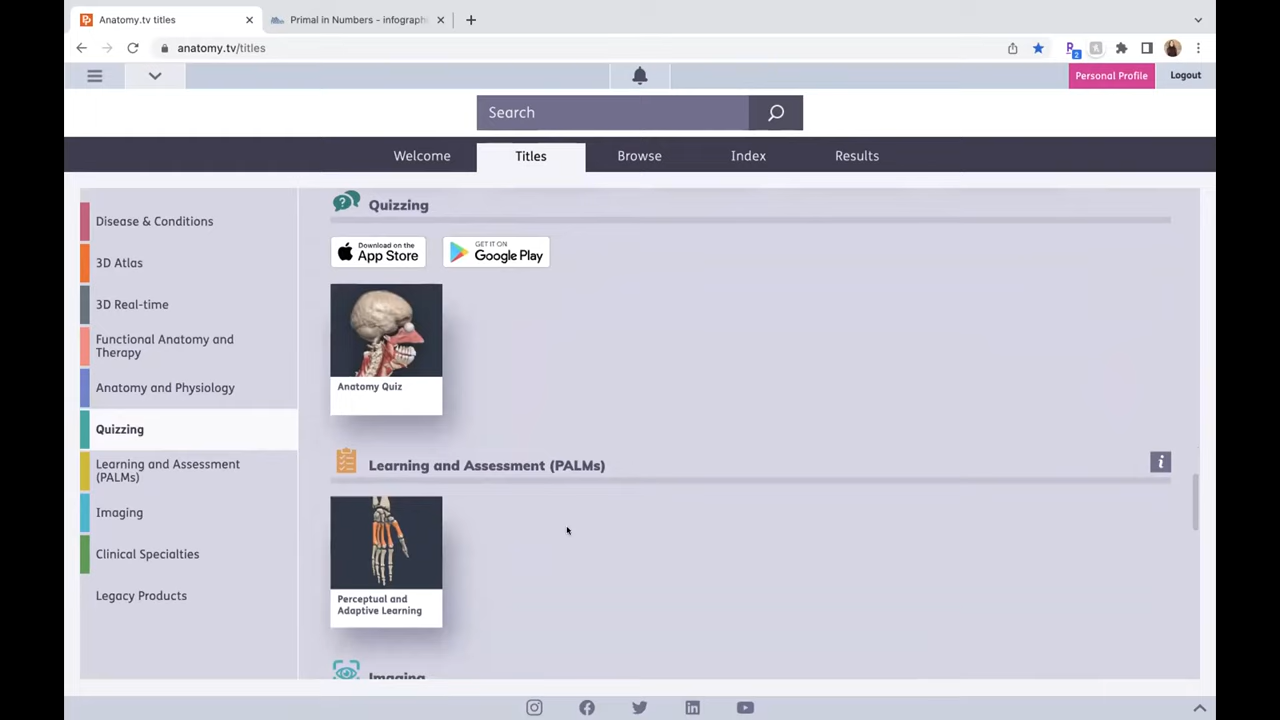 Anatomy.tv titles
Primal in Numbers - infograph
anatomy.tv/titles
2
Personal Profile
Logout
Search
Welcome
Titles
Browse
Index
Results
Disease & Conditions
3D Atlas
3D Real-time
Functional Anatomy and
Therapy
Anatomy and Physiology
Quizzing
Learning and Assessment
(PALMs)
Imaging
Clinical Specialties
Legacy Products
Quizzing
Download on the
App Store
GET IT ON
Google Play
Anatomy Quiz
Learning and Assessment (PALMs)
Perceptual and
Adaptive Learning
Imaging